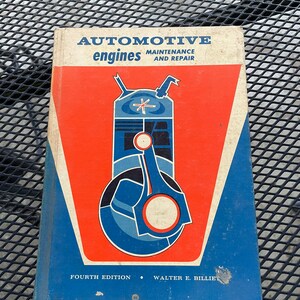 AUTOMOTIVE
engines MAINTENANCE
AND REPAIR
FOURTH EDITION • WALTER E. BILLIET